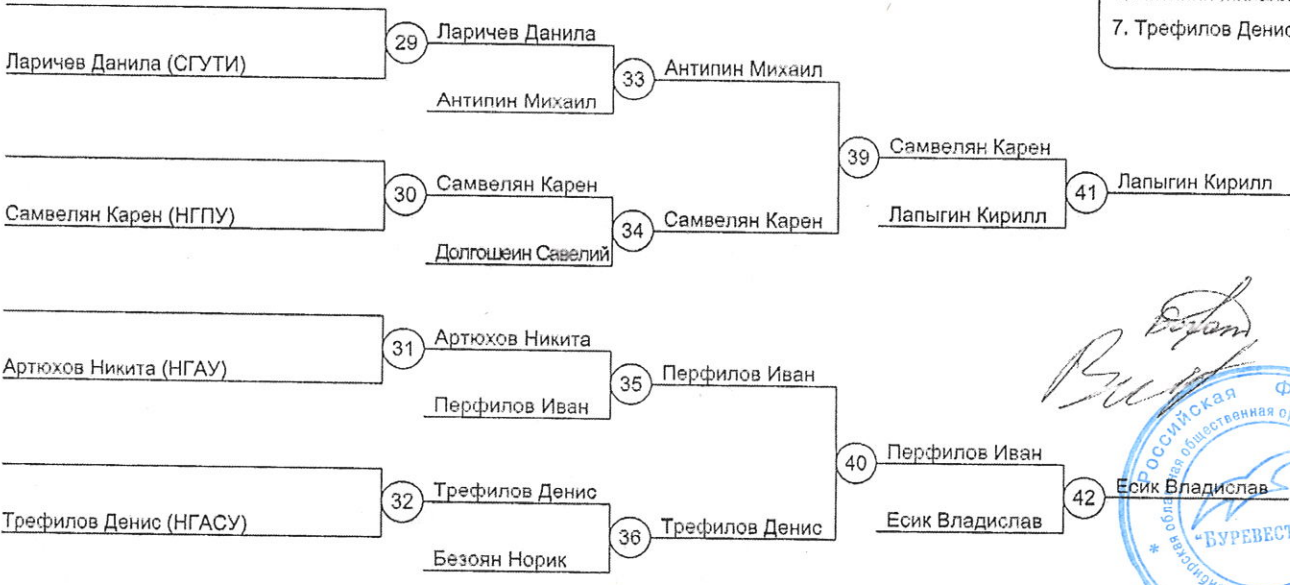 7. Трефилов Денис
29 Ларичев Данила
Ларичев Данила (СГУТИ)
33 Антипин Михаил
Антипин Михаил
39 Самвелян Карен
30 Самвелян Карен
41 Лапыгин Кирилл
Самвелян Карен (НГПУ)
34 Самвелян Карен
Лапыгин Кирилл
Долгошеин Савелий
31 Артюхов Никита
Артюхов Никита (НГАУ)
35 Перфилов Иван
Перфилов Иван
40 Перфилов Иван
32 Трефилов Денис
42 Есик Владислав
Трефилов Денис (НГАСУ)
36 Трефилов Денис
Есик Владислав
Безоян Норик
РОССИЙСКАЯ
общественная
"БУРЕВЕСТ